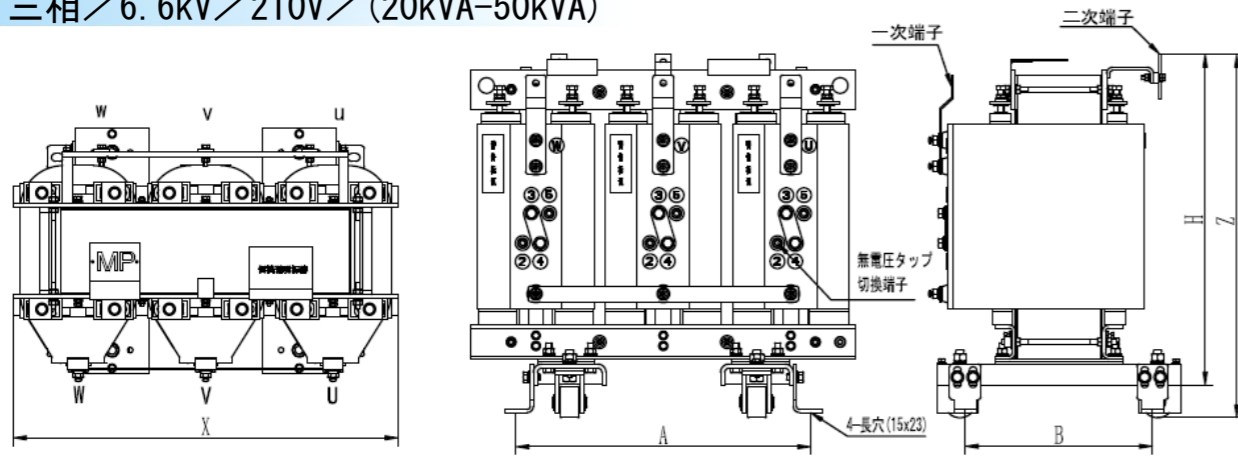 三相／6.6kV／210V／(20kVA-50kVA)
w v u
MP
W V U
X
W V U
③⑤ ③⑤ ③⑤
②④ ②④ ②④
無電圧タップ
切換端子
A
4-長穴(15x23)
一次端子
二次端子
H
Z
B